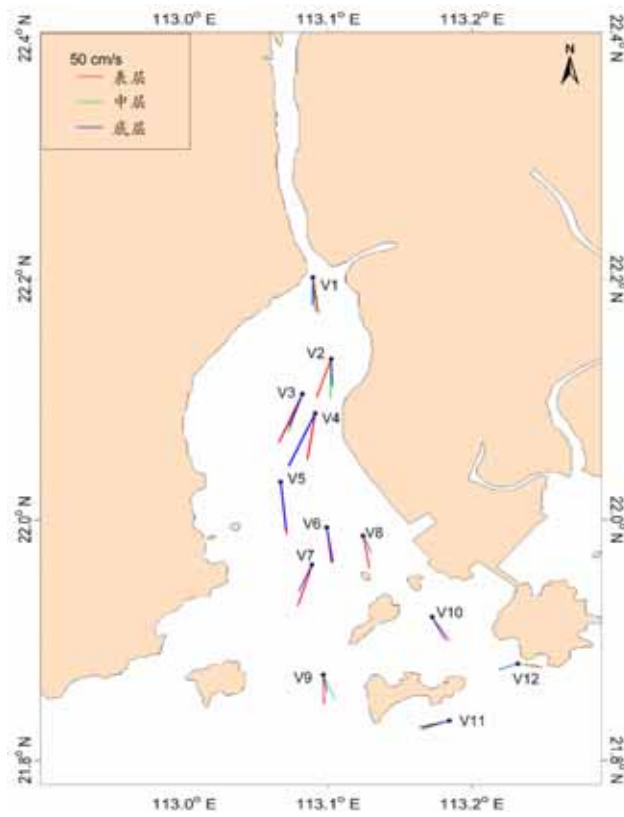 113.0° E 113.1° E 113.2° E
22.4° N 22.4° N
50 cm/s
表层
中层
底层
N
22.2° N 22.2° N
V1
V2
V3
V4
V5
V6
V8
V7
22.0° N 22.0° N
V10
V9
V12
V11
21.8° N 21.8° N
113.0° E 113.1° E 113.2° E